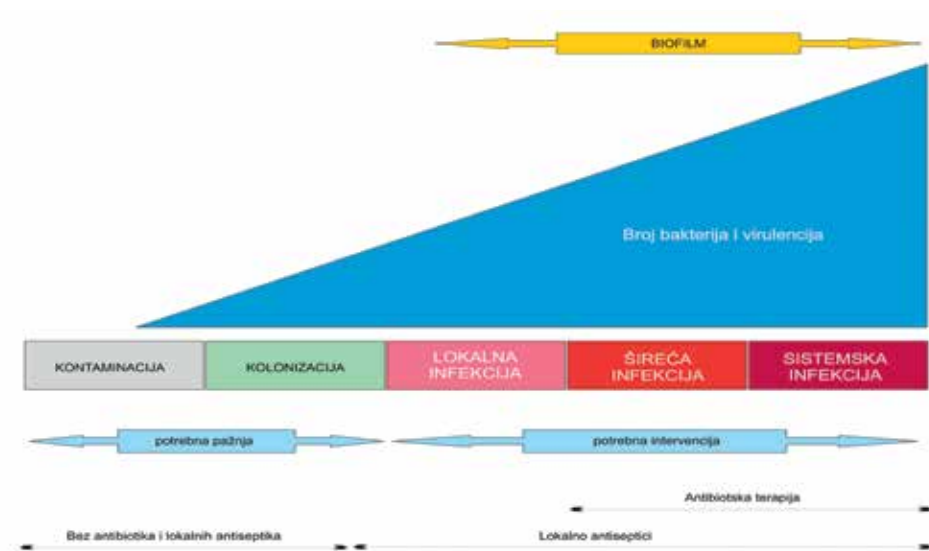 BIOFILM
Broj bakterija I virulencija
KONTAMINACIJA
KOLONIZACIJA
LOKALNA
INFEKCIJA
ŠIREĆA
INFEKCIJA
SISTEMSKA
INFEKCIJA
potrebna pažnja
potrebna intervencija
Antibiotska terapija
Bez antibiotika i lokalnih antiseptika
Lokalno antiseptici